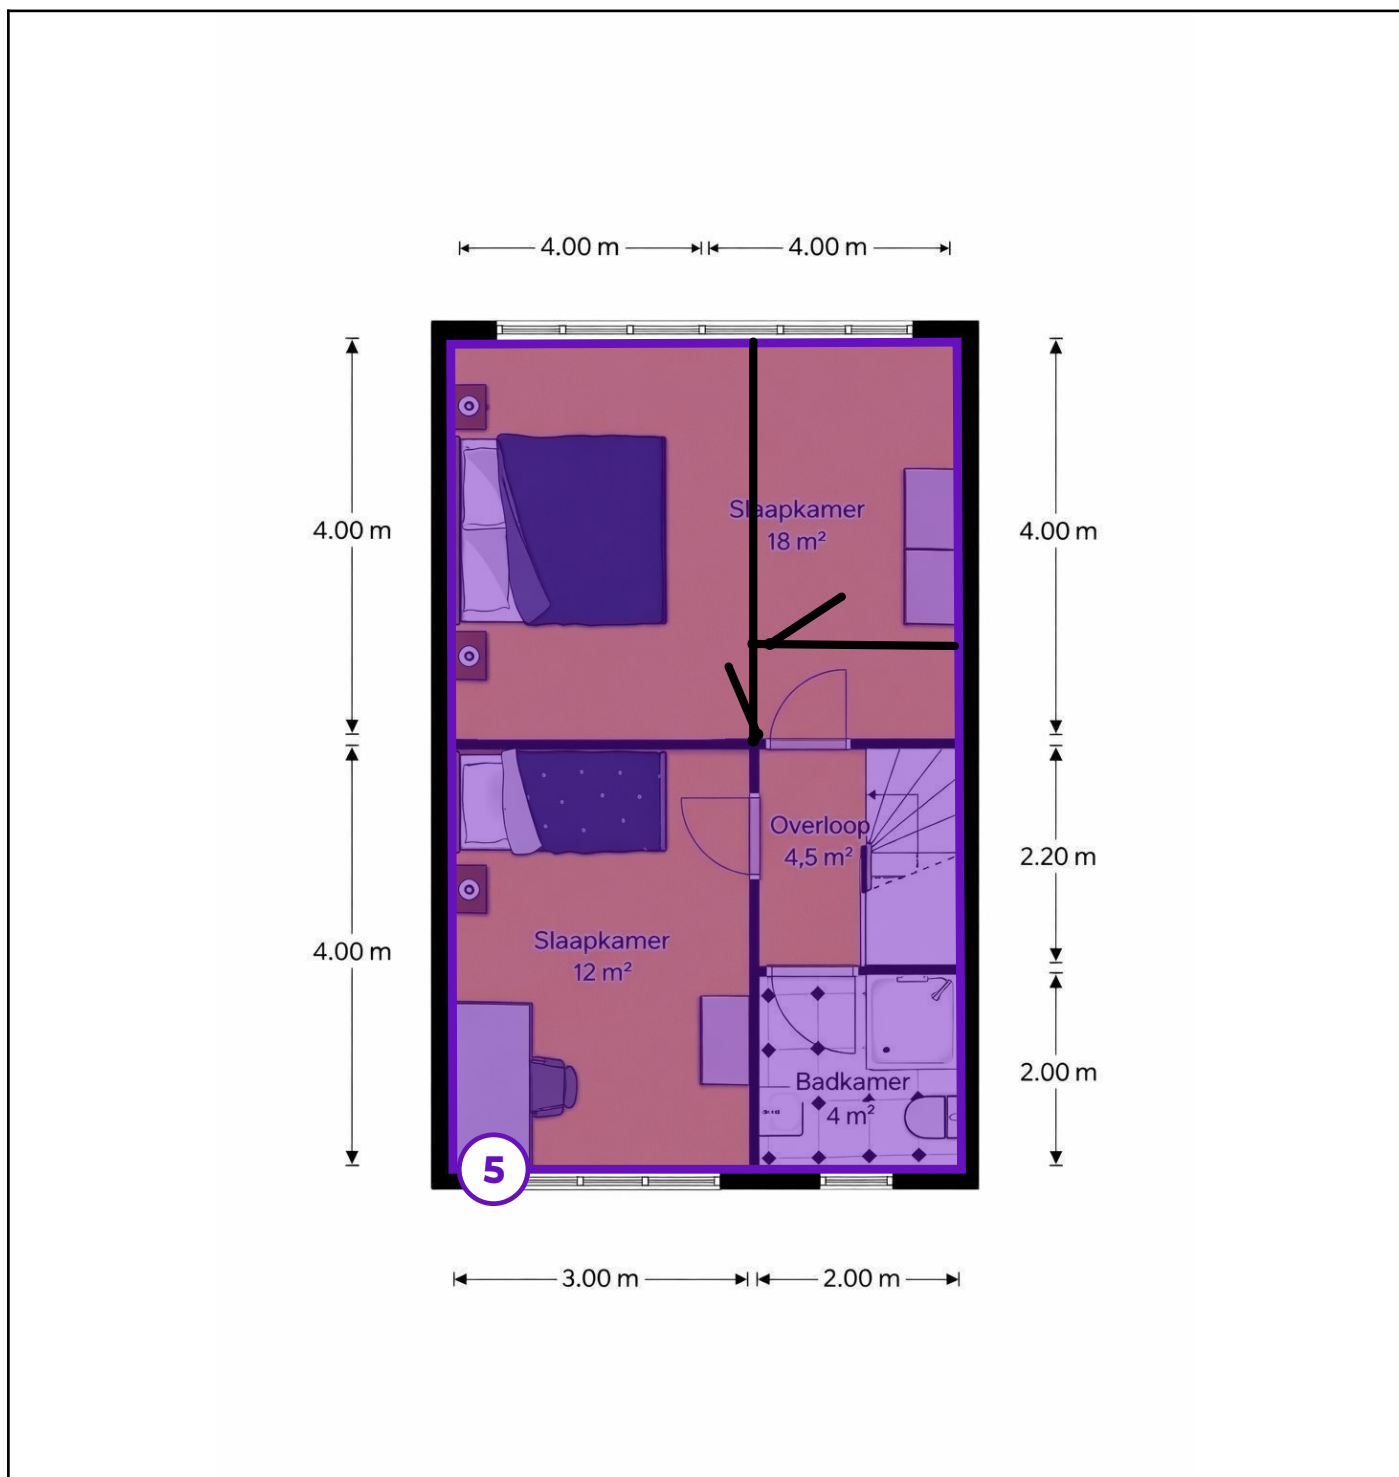 4.00 m 4.00 m
4.00 m
4.00 m
Slaapkamer
18 m²
Overloop
4,5 m²
2.20 m
4.00 m
Slaapkamer
12 m²
Badkamer
4 m²
2.00 m
5
3.00 m 2.00 m